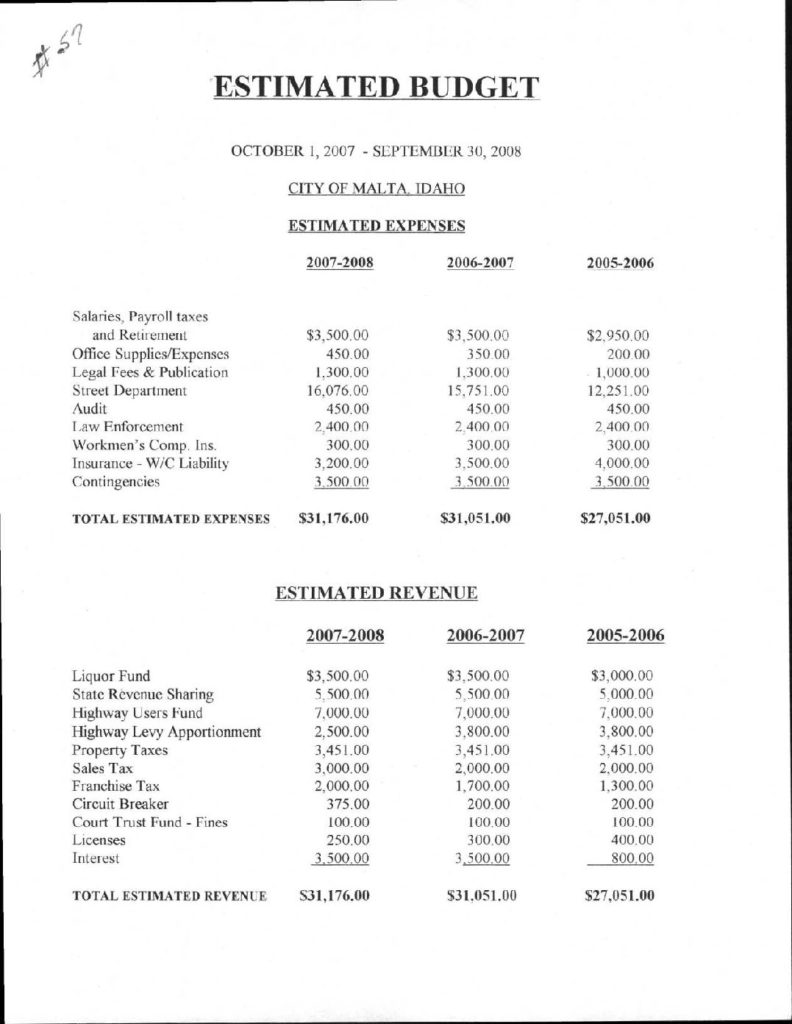 # 57
ESTIMATED BUDGET
OCTOBER 1, 2007 - SEPTEMBER 30, 2008
CITY OF MALTA, IDAHO
ESTIMATED EXPENSES
2007-2008 2006-2007 2005-2006
Salaries, Payroll taxes
and Retirement $3,500.00 $3,500.00 $2,950.00
Office Supplies/Expenses 450.00 350.00 200.00
Legal Fees & Publication 1,300.00 1,300.00 1,000.00
Street Department 16,076.00 15,751.00 12,251.00
Audit 450.00 450.00 450.00
Law Enforcement 2,400.00 2,400.00 2,400.00
Workmen's Comp. Ins. 300.00 300.00 300.00
Insurance - W/C Liability 3,200.00 3,500.00 4,000.00
Contingencies 3,500.00 3,500.00 3,500.00
TOTAL ESTIMATED EXPENSES $31,176.00 $31,051.00 $27,051.00
ESTIMATED REVENUE
2007-2008 2006-2007 2005-2006
Liquor Fund $3,500.00 $3,500.00 $3,000.00
State Revenue Sharing 5,500.00 5,500.00 5,000.00
Highway Users Fund 7,000.00 7,000.00 7,000.00
Highway Levy Apportionment 2,500.00 3,800.00 3,800.00
Property Taxes 3,451.00 3,451.00 3,451.00
Sales Tax 3,000.00 2,000.00 2,000.00
Franchise Tax 2,000.00 1,700.00 1,300.00
Circuit Breaker 375.00 200.00 200.00
Court Trust Fund - Fines 100.00 100.00 100.00
Licenses 250.00 300.00 400.00
Interest 3,500.00 3,500.00 800.00
TOTAL ESTIMATED REVENUE $31,176.00 $31,051.00 $27,051.00